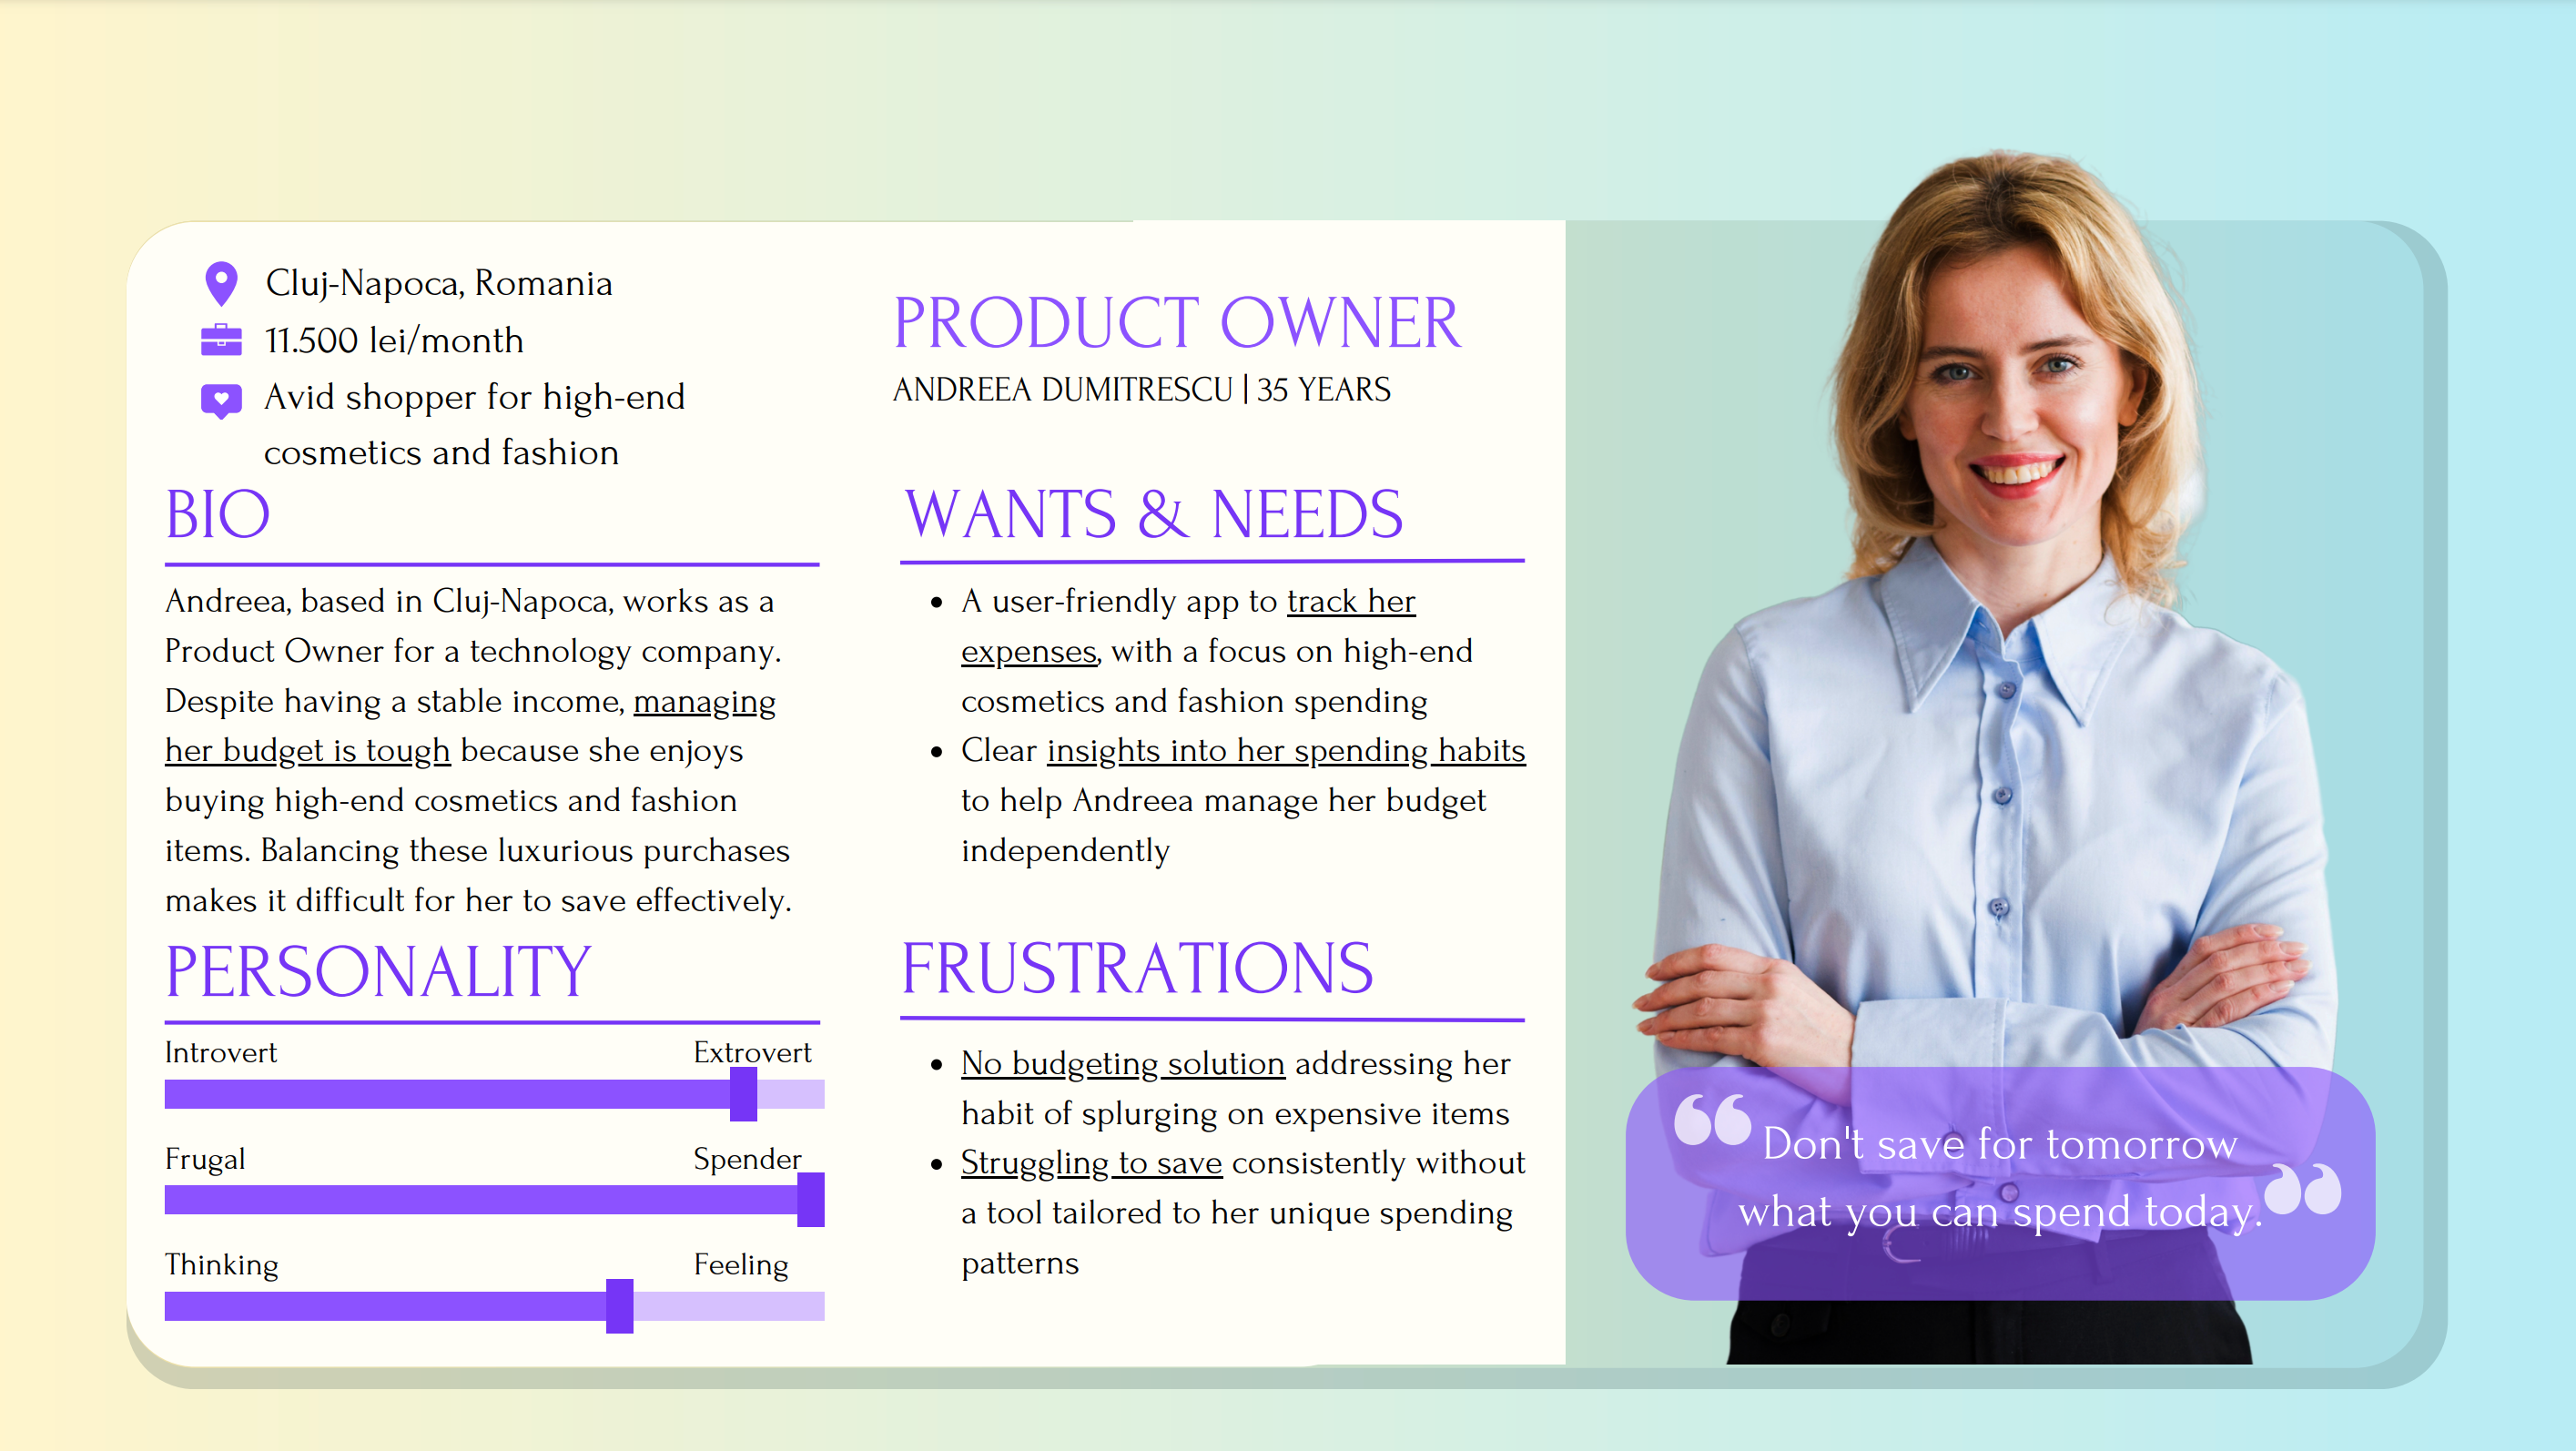 Cluj-Napoca, Romania
11.500 lei/month
Avid shopper for high-end
cosmetics and fashion
BIO
Andreea, based in Cluj-Napoca, works as a
Product Owner for a technology company.
Despite having a stable income, managing
her budget is tough because she enjoys
buying high-end cosmetics and fashion
items. Balancing these luxurious purchases
makes it difficult for her to save effectively.
PERSONALITY
Introvert Extrovert
Frugal Spender
Thinking Feeling
PRODUCT OWNER
ANDREEA DUMITRESCU | 35 YEARS
WANTS & NEEDS
• A user-friendly app to track her
expenses, with a focus on high-end
cosmetics and fashion spending
• Clear insights into her spending habits
to help Andreea manage her budget
independently
FRUSTRATIONS
• No budgeting solution addressing her
habit of splurging on expensive items
• Struggling to save consistently without
a tool tailored to her unique spending
patterns
“Don't save for tomorrow
what you can spend today.”